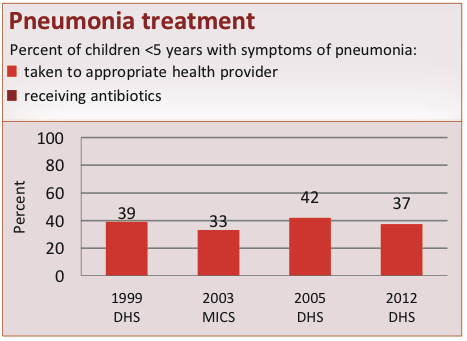 Pneumonia treatment
Percent of children <5 years with symptoms of pneumonia:
taken to appropriate health provider
receiving antibiotics
Percent
100
80
60
40
20
0
39
33
42
37
1999
DHS
2003
MICS
2005
DHS
2012
DHS